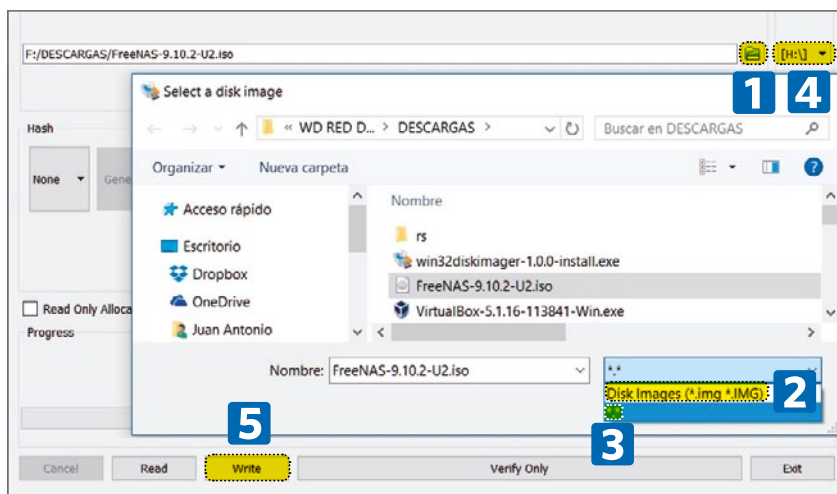 F:/DESCARGAS/FreeNAS-9.10.2-U2.iso
[H:\]
1
4
Select a disk image
« WD RED D... > DESCARGAS >
Buscar en DESCARGAS
Hash
Organizar
Nueva carpeta
None
Gene
Acceso rápido
Nombre
rs
Escritorio
win32diskimager-1.0.0-install.exe
Dropbox
FreeNAS-9.10.2-U2.iso
OneDrive
VirtualBox-5.1.16-113841-Win.exe
Read Only Alloca
Juan Antonio
Progress
Nombre:
FreeNAS-9.10.2-U2.iso
*.*
Disk Images (*.img *.IMG)
2
3
5
Cancel
Read
Write
Verify Only
Exit